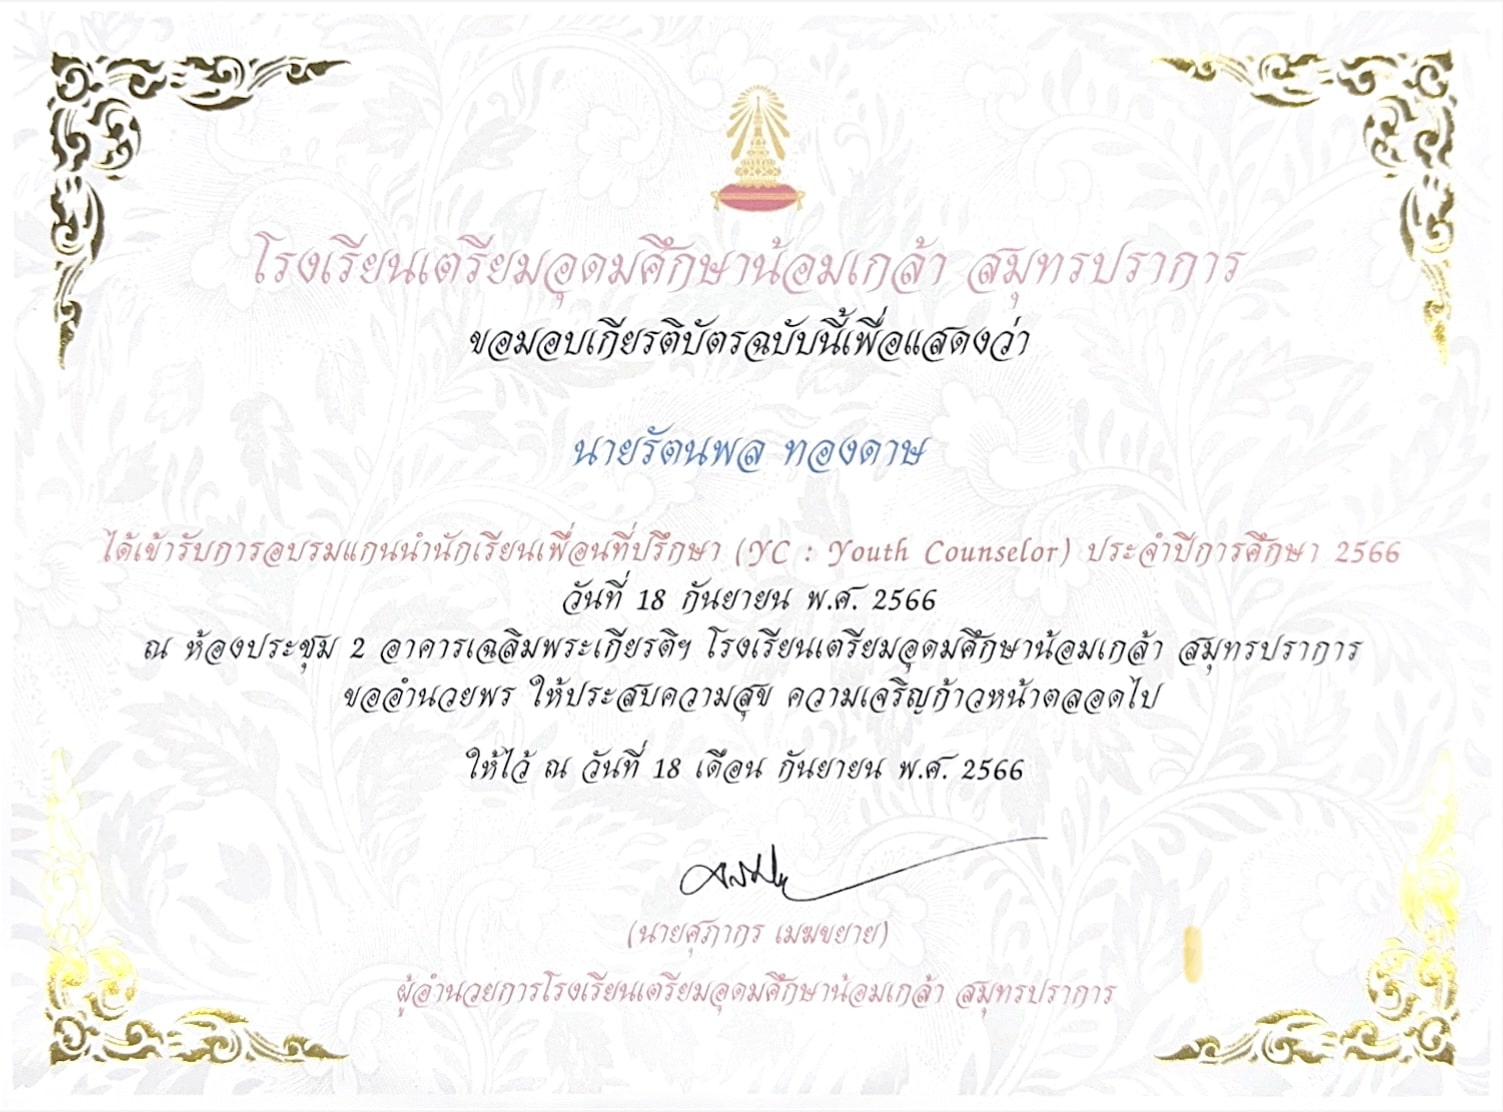 โรงเรียนเตรียมอุดมศึกษาน้อมเกล้า สมุทรปราการ
ขอมอบเกียรติบัตรฉบับนี้เพื่อแสดงว่า
นายรัตนพล ทองดาษ
ได้เข้ารับการอบรมแกนนำนักเรียนเพื่อนที่ปรึกษา (YC : Youth Counselor) ประจำปีการศึกษา 2566
วันที่ 18 กันยายน พ.ศ. 2566
ณ ห้องประชุม 2 อาคารเฉลิมพระเกียรติฯ โรงเรียนเตรียมอุดมศึกษาน้อมเกล้า สมุทรปราการ
ขออำนวยพร ให้ประสบความสุข ความเจริญก้าวหน้าตลอดไป
ให้ไว้ ณ วันที่ 18 เดือน กันยายน พ.ศ. 2566
(นายศุภากร เมฆขยาย)
ผู้อำนวยการโรงเรียนเตรียมอุดมศึกษาน้อมเกล้า สมุทรปราการ